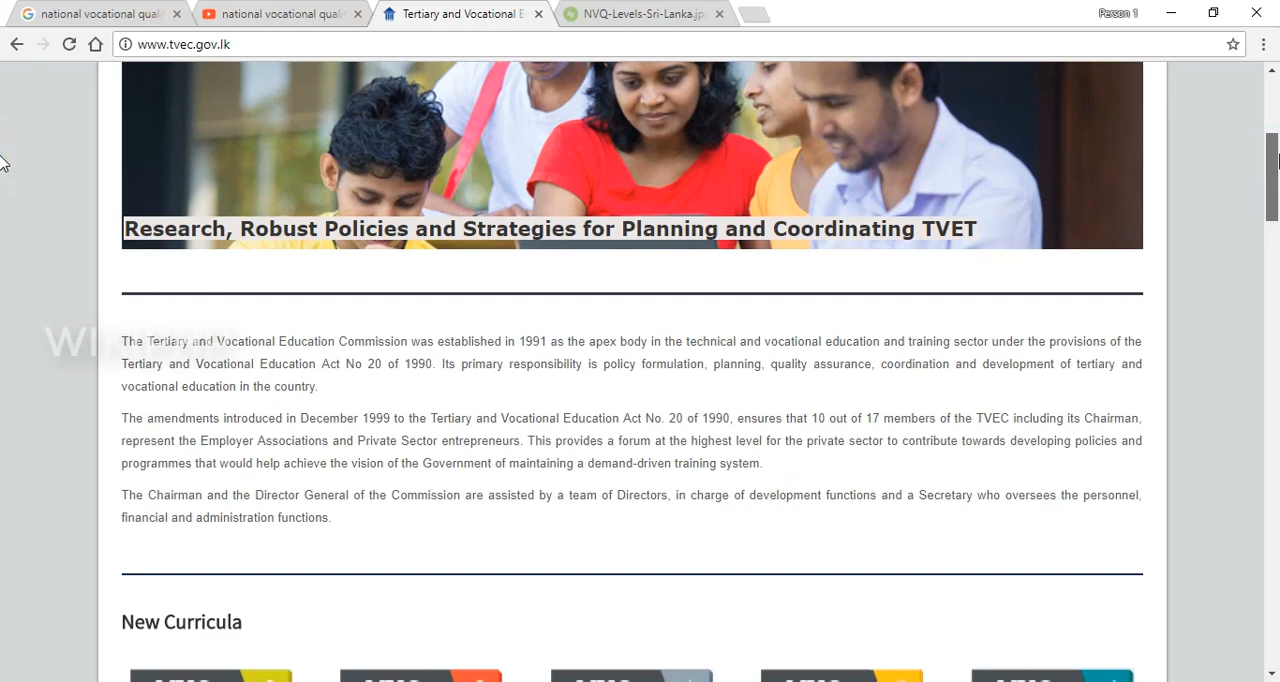 national vocational quali
national vocational quali
Tertiary and Vocational E
NVQ-Levels-Sri-Lanka.jp
Person 1
www.tvec.gov.lk
Research, Robust Policies and Strategies for Planning and Coordinating TVET
The Tertiary and Vocational Education Commission was established in 1991 as the apex body in the technical and vocational education and training sector under the provisions of the
Tertiary and Vocational Education Act No 20 of 1990. Its primary responsibility is policy formulation, planning, quality assurance, coordination and development of tertiary and
vocational education in the country.
The amendments introduced in December 1999 to the Tertiary and Vocational Education Act No. 20 of 1990, ensures that 10 out of 17 members of the TVEC including its Chairman,
represent the Employer Associations and Private Sector entrepreneurs. This provides a forum at the highest level for the private sector to contribute towards developing policies and
programmes that would help achieve the vision of the Government of maintaining a demand-driven training system.
The Chairman and the Director General of the Commission are assisted by a team of Directors, in charge of development functions and a Secretary who oversees the personnel,
financial and administration functions.
New Curricula